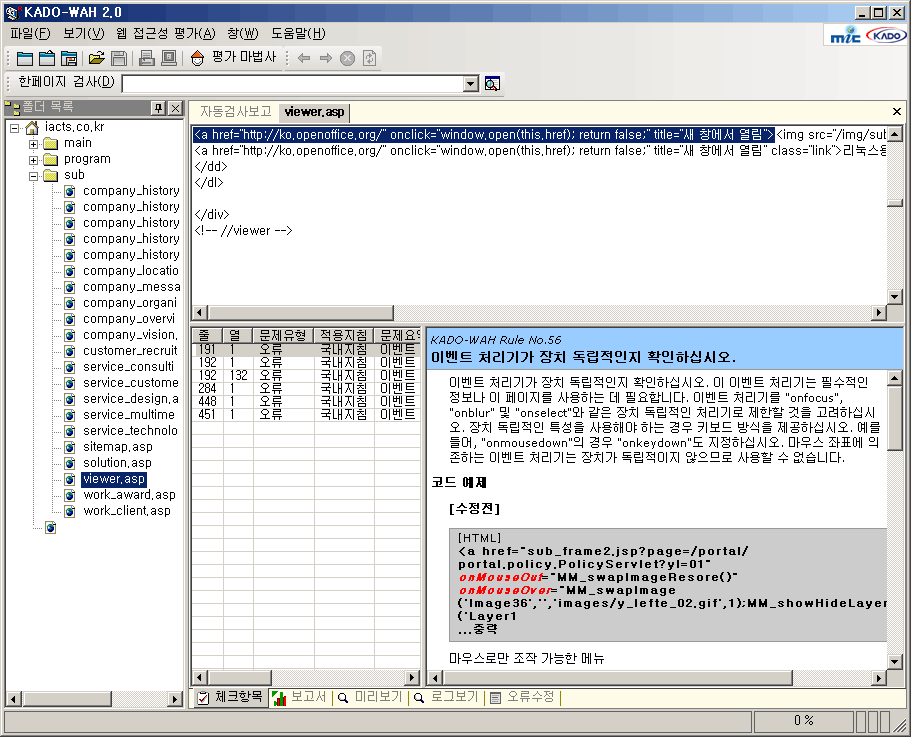 KADO-WAH 2.0
파일(F) 보기(V) 웹 접근성 평가(A) 창(W) 도움말(H)
mic KADO
평가 마법사
한페이지 검사(D)
폴더 목록
iacts.co.kr
main
program
sub
company_history
company_history
company_history
company_history
company_history
company_locatio
company_messa
company_organi
company_overvi
company_vision,
customer_recruit
service_consulti
service_custome
service_design,a
service_multime
service_technolo
sitemap.asp
solution.asp
viewer.asp
work_award.asp
work_client.asp
자동검사보고 viewer.asp
<a href="http://ko.openoffice.org/" onclick="window.open(this.href); return false;" title="새 창에서 열림"><img src="/img/sub
<a href="http://ko.openoffice.org/" onclick="window.open(this.href); return false;" title="새 창에서 열림" class="link">리눅스용
</dd>
</dl>
</div>
<!-- //viewer -->
줄 열 문제유형 적용지침 문제요
191 1 오류 국내지침 이벤트
192 1 오류 국내지침 이벤트
192 132 오류 국내지침 이벤트
284 1 오류 국내지침 이벤트
448 1 오류 국내지침 이벤트
451 1 오류 국내지침 이벤트
KADO-WAH Rule No.56
이벤트 처리기가 장치 독립적인지 확인하십시오.
이벤트 처리기가 장치 독립적인지 확인하십시오. 이 이벤트 처리기는 필수적인
정보나 이 페이지를 사용하는 데 필요합니다. 이벤트 처리기를 "onfocus",
"onblur" 및 "onselect"와 같은 장치 독립적인 처리기로 제한할 것을 고려하십시
오. 장치 독립적인 특성을 사용해야 하는 경우 키보드 방식을 제공하십시오. 예를
들어, "onmousedown"의 경우 "onkeydown"도 지정하십시오. 마우스 좌표에 의
존하는 이벤트 처리기는 장치가 독립적이지 않으므로 사용할 수 없습니다.
코드 예제
[수정전]
[HTML]
<a href="sub_frame2.jsp?page=/portal/
portal.policy.PolicyServlet?yl=01"
onMouseOut="MM_swapImageResore()"
onMouseOver="MM_swapImage
('Image36','','images/y_lefte_02.gif',1);MM_showHideLayer
('Layer1
...중략
마우스로만 조작 가능한 메뉴
체크항목 보고서 미리보기 로그보기 오류수정
0 %